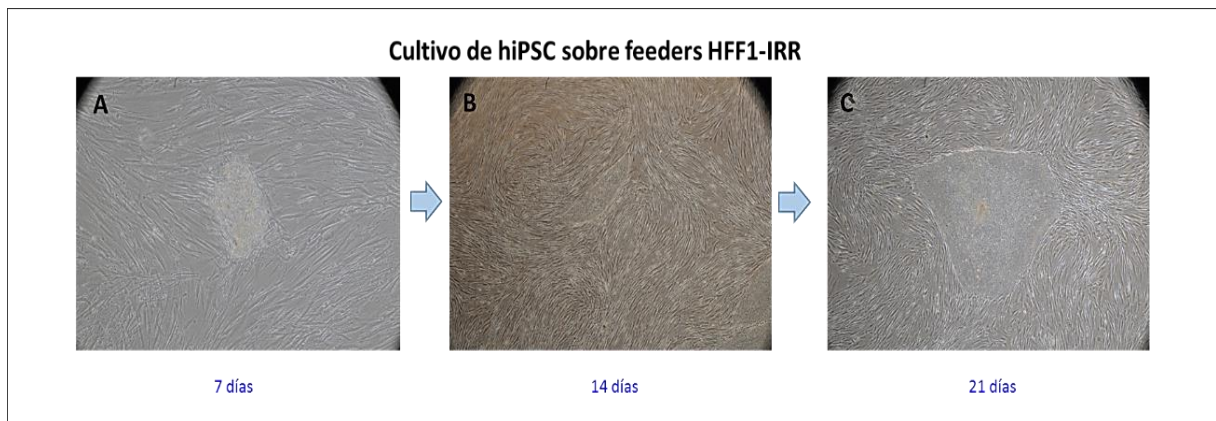 Cultivo de hiPSC sobre feeders HFF1-IRR
A
B
C
7 días
14 días
21 días